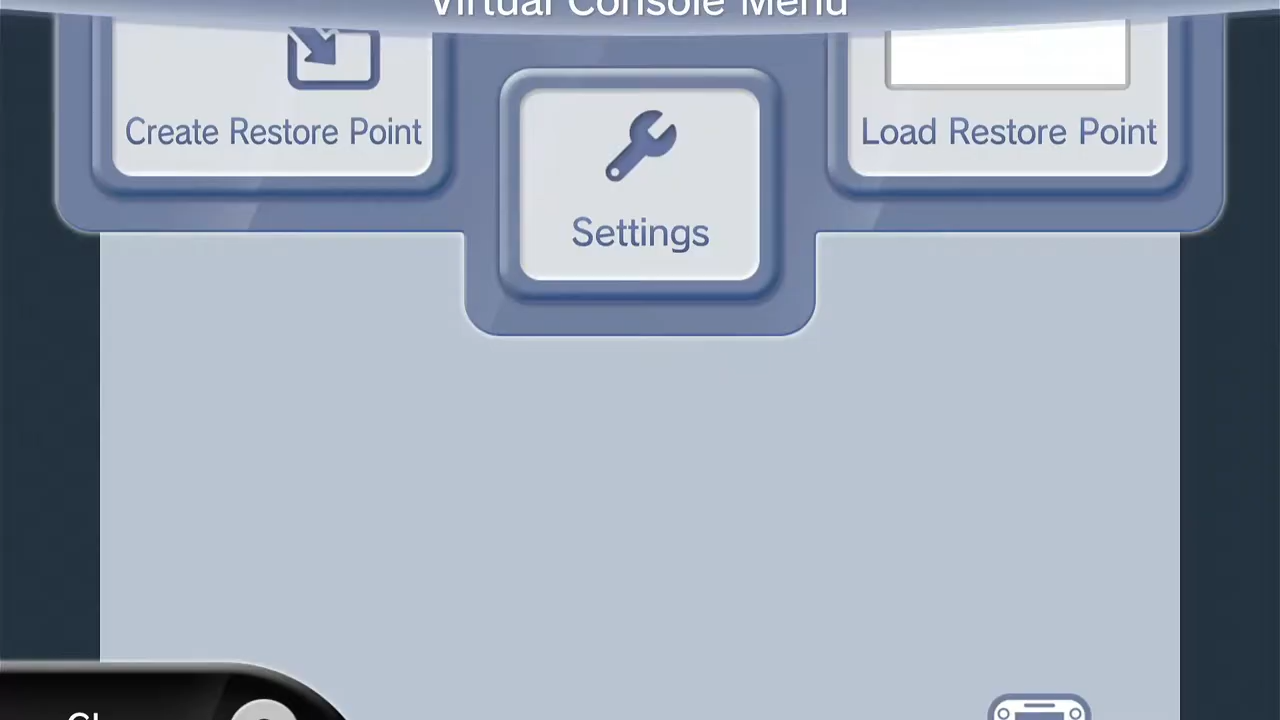 Virtual Console Menu
Create Restore Point
Load Restore Point
Settings